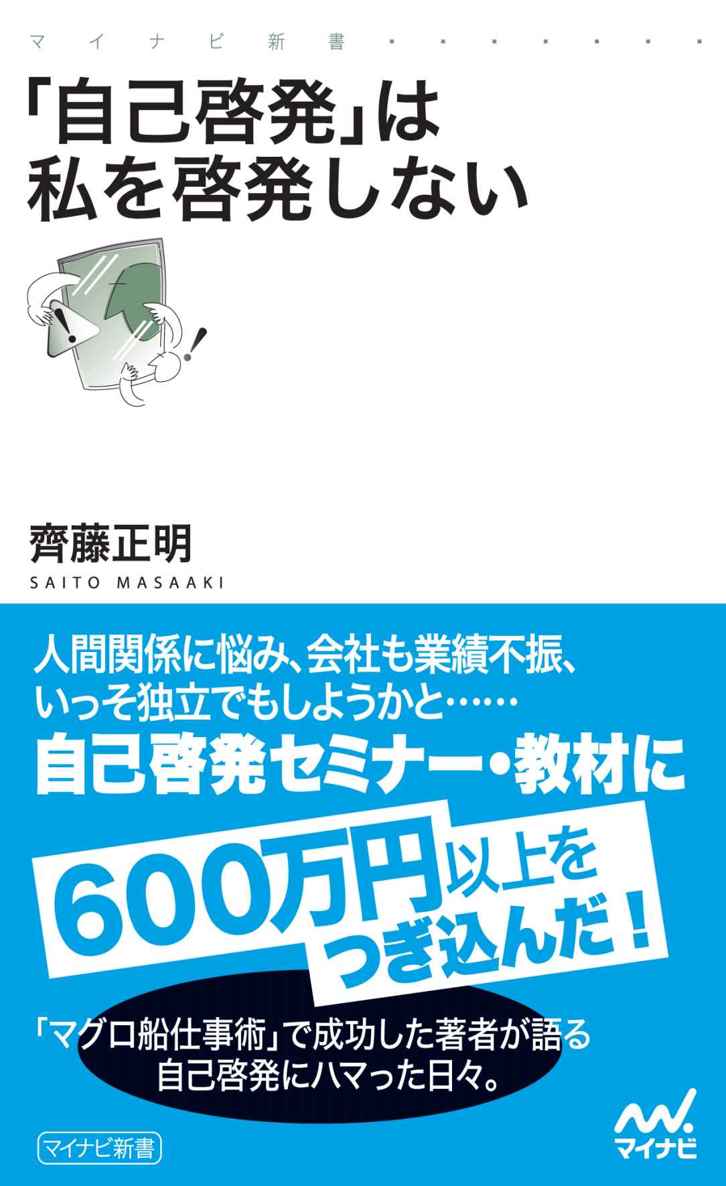 マイナビ新書
「自己啓発」は
私を啓発しない
齊藤正明
SAITO MASAAKI
人間関係に悩み、会社も業績不振、
いっそ独立でもしようかと……
自己啓発セミナー・教材に
600万円以上を
つぎ込んだ!
「マグロ船仕事術」で成功した著者が語る
自己啓発にハマった日々。
マイナビ新書
マイナビ